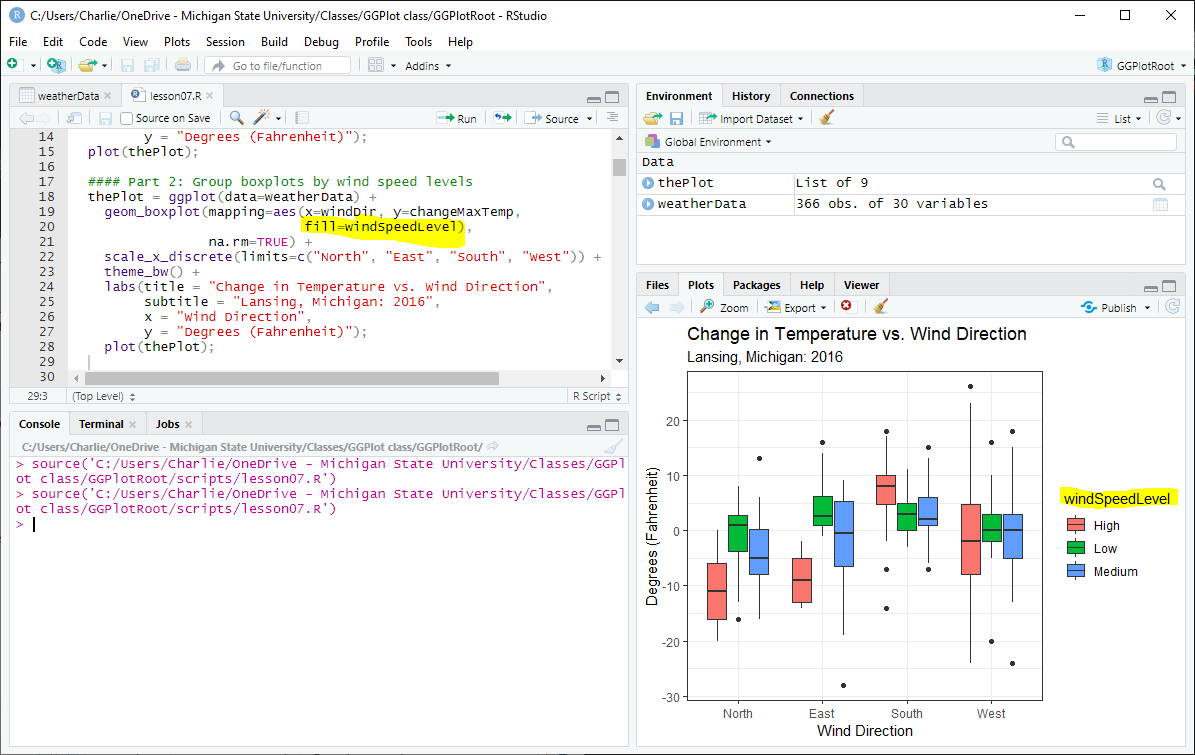 C:/Users/Charlie/OneDrive - Michigan State University/Classes/GGPlot class/GGPlotRoot - RStudio
File Edit Code View Plots Session Build Debug Profile Tools Help
Go to file/function Addins GGPlotRoot
weatherData lesson07.R
Source on Save Run Source
14 y = "Degrees (Fahrenheit)");
15 plot(thePlot);
16
17 #### Part 2: Group boxplots by wind speed levels
18 thePlot = ggplot(data=weatherData) +
19 geom_boxplot(mapping=aes(x=windDir, y=changeMaxTemp,
20 fill=windSpeedLevel),
21 na.rm=TRUE) +
22 scale_x_discrete(limits=c("North", "East", "South", "West")) +
23 theme_bw() +
24 labs(title = "Change in Temperature vs. Wind Direction",
25 subtitle = "Lansing, Michigan: 2016",
26 x = "Wind Direction",
27 y = "Degrees (Fahrenheit)");
28 plot(thePlot);
29
30
29:3 (Top Level) R Script
Console Terminal Jobs
C:/Users/Charlie/OneDrive - Michigan State University/Classes/GGPlot class/GGPlotRoot/
> source('C:/Users/Charlie/OneDrive - Michigan State University/Classes/GGPl
ot class/GGPlotRoot/scripts/lesson07.R')
> source('C:/Users/Charlie/OneDrive - Michigan State University/Classes/GGPl
ot class/GGPlotRoot/scripts/lesson07.R')
>
Environment History Connections
Import Dataset List
Global Environment
Data
thePlot List of 9
weatherData 366 obs. of 30 variables
Files Plots Packages Help Viewer
Zoom Export Publish
Change in Temperature vs. Wind Direction
Lansing, Michigan: 2016
Degrees (Fahrenheit)
20
10
0
-10
-20
-30
North East South West
Wind Direction
windSpeedLevel
High
Low
Medium